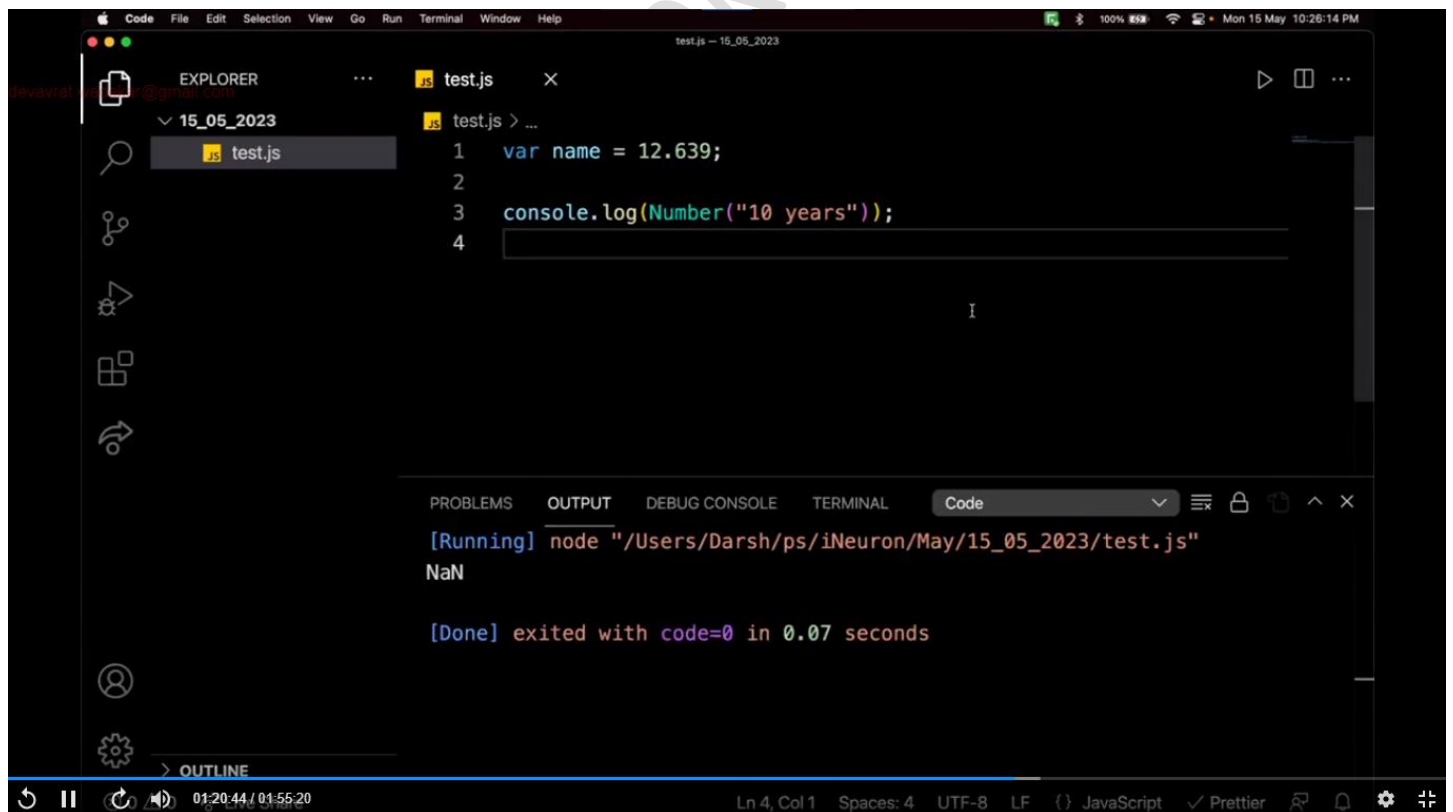 Code File Edit Selection View Go Run Terminal Window Help 100% Mon 15 May 10:26:14 PM
test.js — 15_05_2023
EXPLORER ... JS test.js × ...
15_05_2023 JS test.js > ...
JS test.js
1 var name = 12.639;
2
3 console.log(Number("10 years"));
4
PROBLEMS OUTPUT DEBUG CONSOLE TERMINAL Code
[Running] node "/Users/Darsh/ps/iNeuron/May/15_05_2023/test.js"
NaN
[Done] exited with code=0 in 0.07 seconds
> OUTLINE
01:20:44 / 01:55:20 Ln 4, Col 1 Spaces: 4 UTF-8 LF {} JavaScript ✓ Prettier